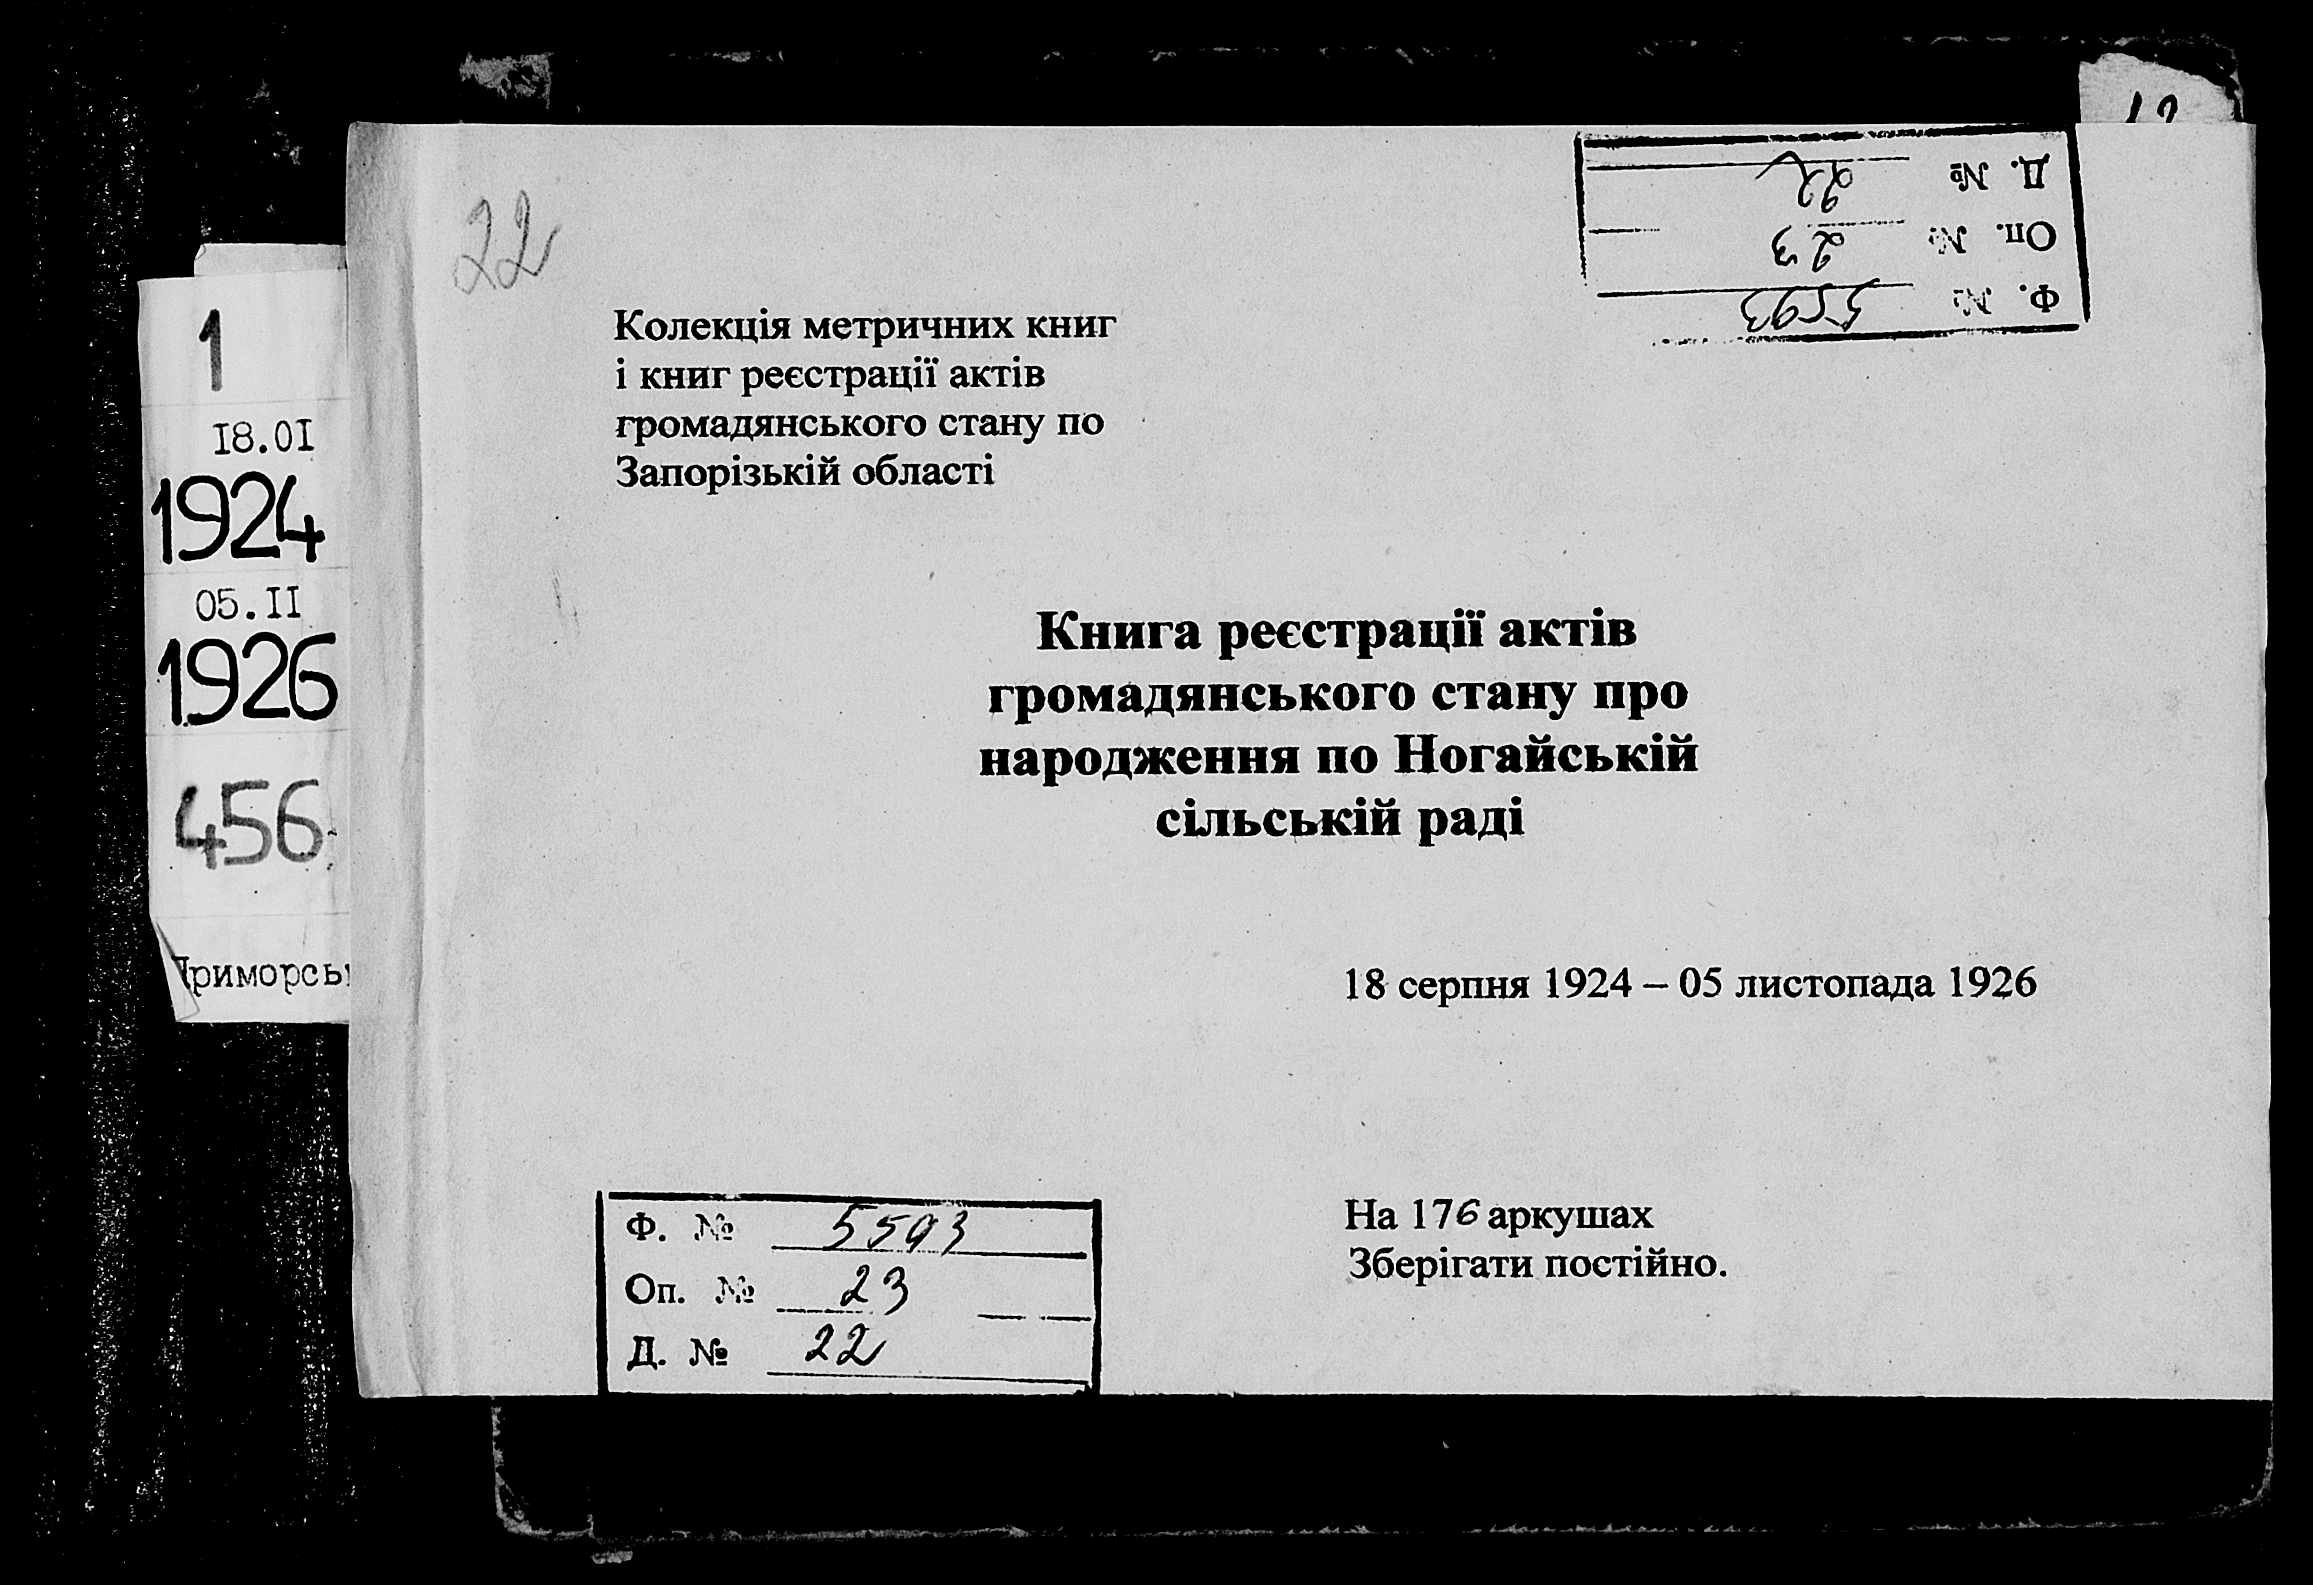 22
Д. № 22
Оп. № 23
Ф. № 5593
Колекція метричних книг
і книг реєстрації актів
громадянського стану по
Запорізькій області
1
18.01
1924
05.II
1926
456
Приморськ
Книга реєстрації актів
громадянського стану про
народження по Ногайській
сільській раді
18 серпня 1924 – 05 листопада 1926
Ф. № 5593
Оп. № 23
Д. № 22
На 176 аркушах
Зберігати постійно.